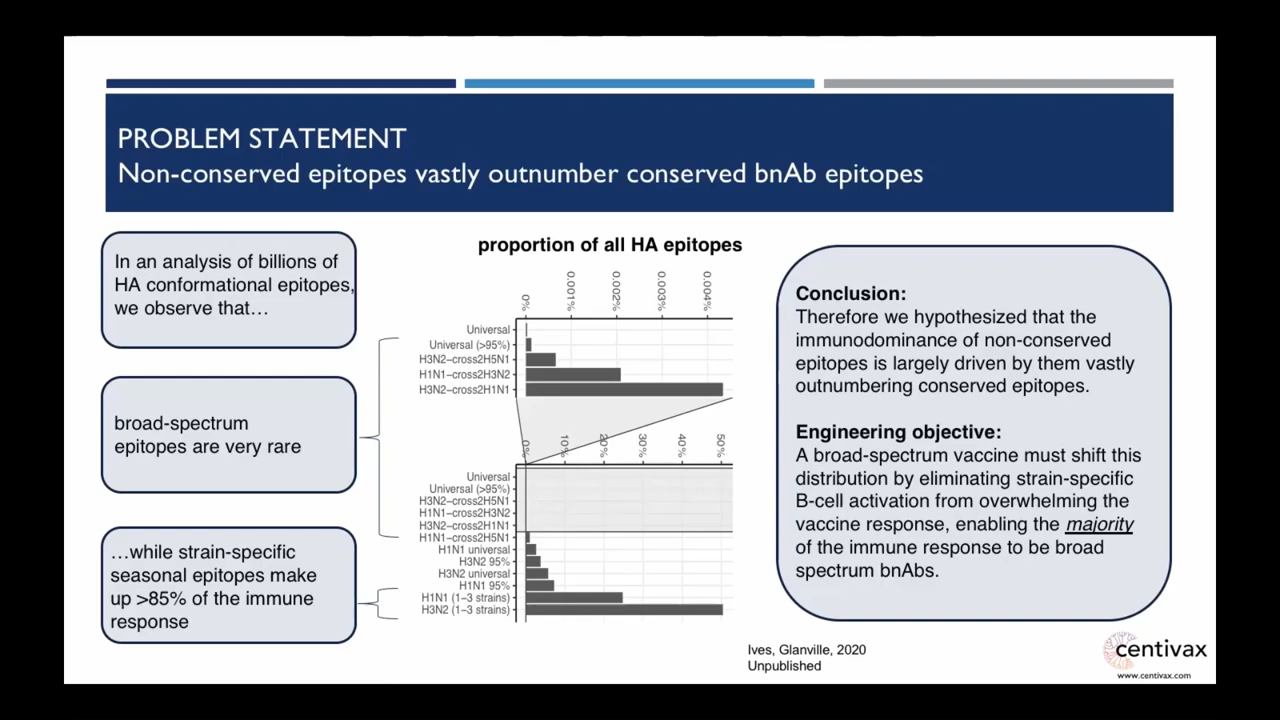 PROBLEM STATEMENT
Non-conserved epitopes vastly outnumber conserved bnAb epitopes
In an analysis of billions of
HA conformational epitopes,
we observe that…
broad-spectrum
epitopes are very rare
…while strain-specific
seasonal epitopes make
up >85% of the immune
response
proportion of all HA epitopes
0%
0.001%
0.002%
0.003%
0.004%
Universal
Universal (>95%)
H3N2−cross2H5N1
H1N1−cross2H3N2
H3N2−cross2H1N1
0%
10%
20%
30%
40%
50%
Universal
Universal (>95%)
H3N2−cross2H5N1
H1N1−cross2H3N2
H3N2−cross2H1N1
H1N1−cross2H5N1
H1N1 universal
H3N2 95%
H3N2 universal
H1N1 95%
H1N1 (1−3 strains)
H3N2 (1−3 strains)
Conclusion:
Therefore we hypothesized that the
immunodominance of non-conserved
epitopes is largely driven by them vastly
outnumbering conserved epitopes.
Engineering objective:
A broad-spectrum vaccine must shift this
distribution by eliminating strain-specific
B-cell activation from overwhelming the
vaccine response, enabling the majority
of the immune response to be broad
spectrum bnAbs.
Ives, Glanville, 2020
Unpublished
centivax
www.centivax.com